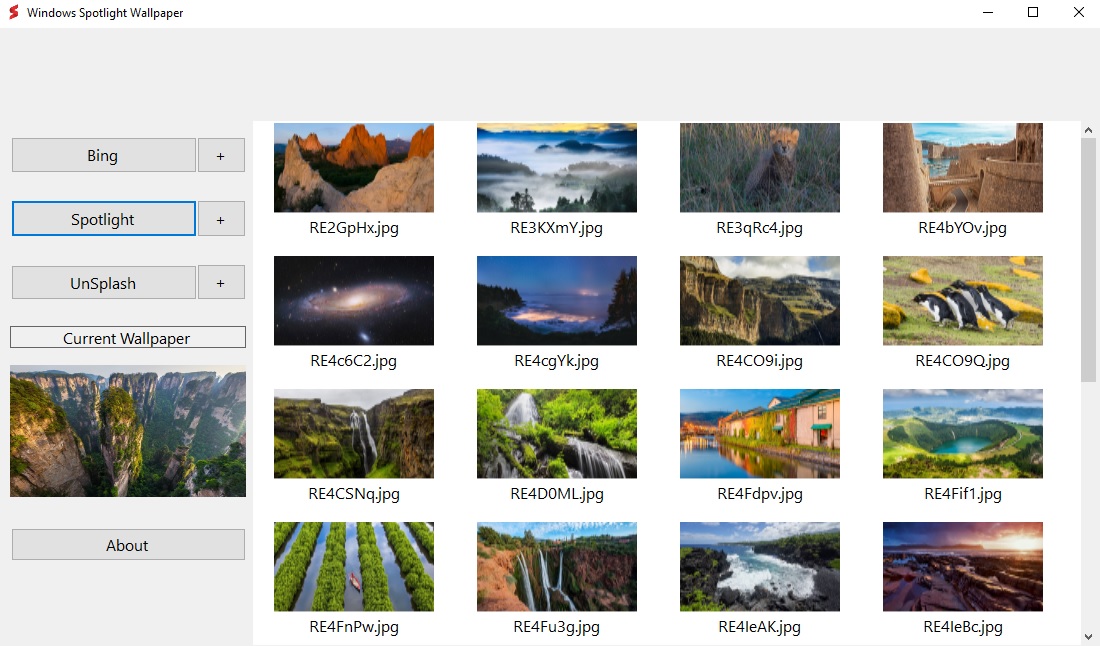 Windows Spotlight Wallpaper
Bing +
Spotlight +
UnSplash +
Current Wallpaper
About
RE2GpHx.jpg RE3KXmY.jpg RE3qRc4.jpg RE4bYOv.jpg
RE4c6C2.jpg RE4cgYk.jpg RE4CO9i.jpg RE4CO9Q.jpg
RE4CSNq.jpg RE4D0ML.jpg RE4Fdpv.jpg RE4Fif1.jpg
RE4FnPw.jpg RE4Fu3g.jpg RE4IeAK.jpg RE4IeBc.jpg